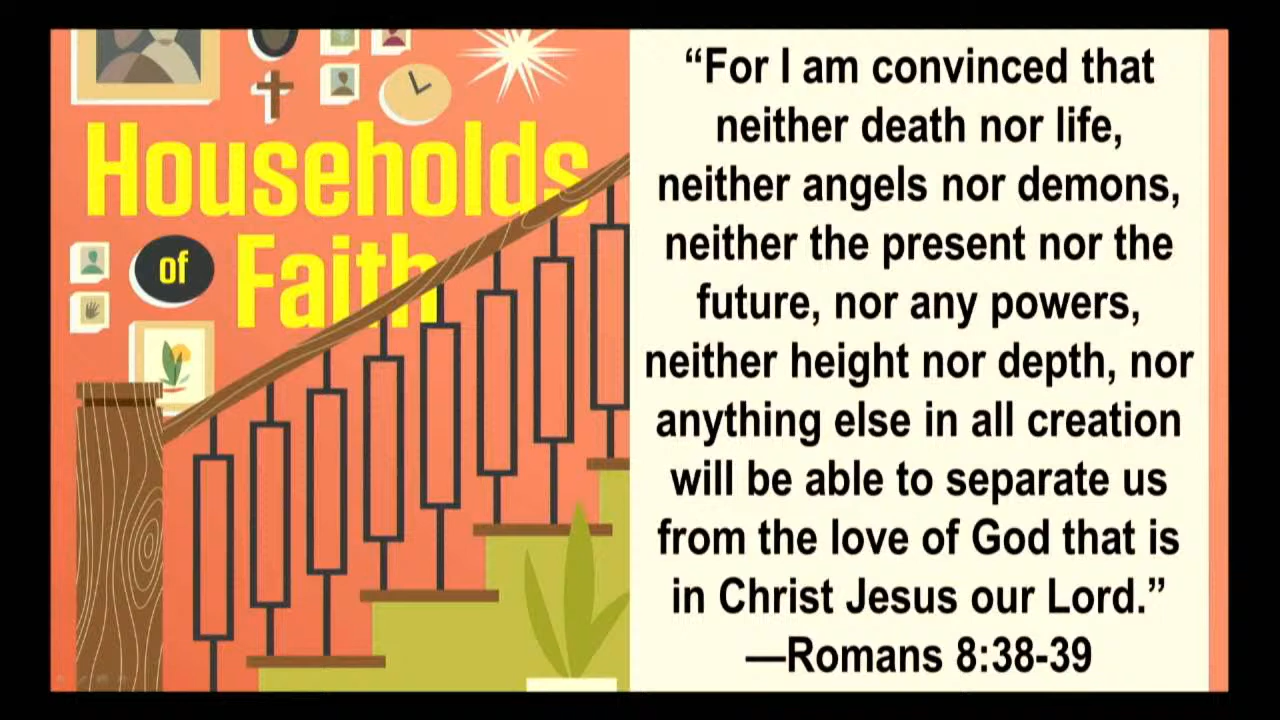 Households
of
Faith
“For I am convinced that
neither death nor life,
neither angels nor demons,
neither the present nor the
future, nor any powers,
neither height nor depth, nor
anything else in all creation
will be able to separate us
from the love of God that is
in Christ Jesus our Lord.”
—Romans 8:38-39